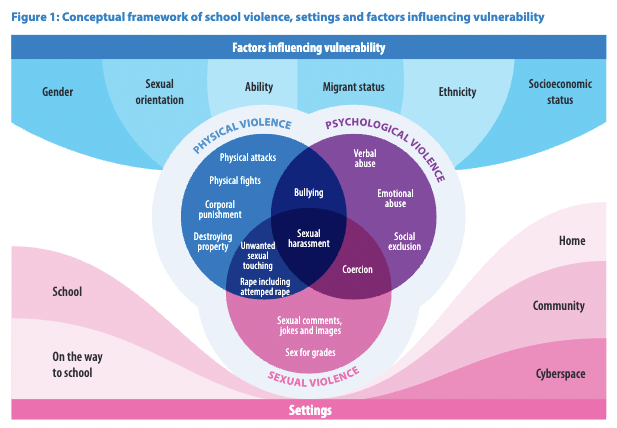 Figure 1: Conceptual framework of school violence, settings and factors influencing vulnerability
Factors influencing vulnerability
Gender
Sexual
orientation
Ability
Migrant status
Ethnicity
Socioeconomic
status
PHYSICAL VIOLENCE
PSYCHOLOGICAL VIOLENCE
Physical attacks
Physical fights
Corporal
punishment
Destroying
property
Bullying
Verbal
abuse
Emotional
abuse
Social
exclusion
Sexual
harassment
Unwanted
sexual
touching
Rape including
attemped rape
Coercion
Sexual comments,
jokes and images
Sex for grades
SEXUAL VIOLENCE
School
On the way
to school
Home
Community
Cyberspace
Settings